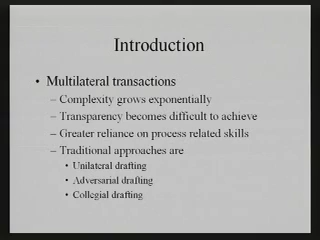 Introduction
• Multilateral transactions
– Complexity grows exponentially
– Transparency becomes difficult to achieve
– Greater reliance on process related skills
– Traditional approaches are
• Unilateral drafting
• Adversarial drafting
• Collegial drafting